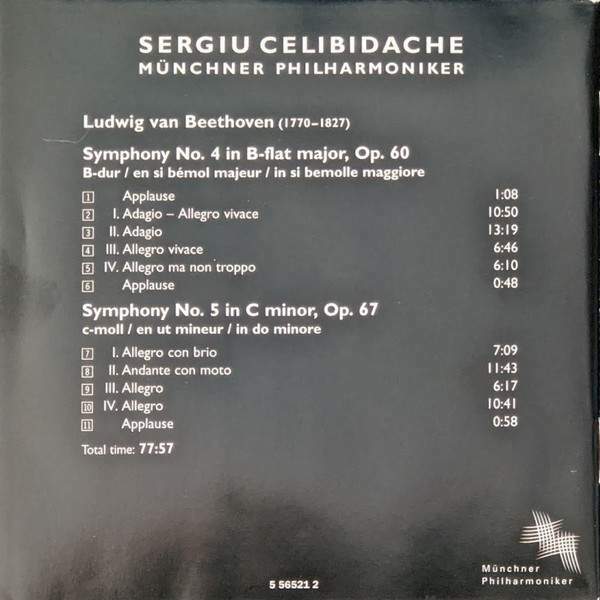 SERGIU CELIBIDACHE
MÜNCHNER PHILHARMONIKER
Ludwig van Beethoven (1770–1827)
Symphony No. 4 in B-flat major, Op. 60
B-dur / en si bémol majeur / in si bemolle maggiore
1 Applause 1:08
2 I. Adagio – Allegro vivace 10:50
3 II. Adagio 13:19
4 III. Allegro vivace 6:46
5 IV. Allegro ma non troppo 6:10
6 Applause 0:48
Symphony No. 5 in C minor, Op. 67
c-moll / en ut mineur / in do minore
7 I. Allegro con brio 7:09
8 II. Andante con moto 11:43
9 III. Allegro 6:17
10 IV. Allegro 10:41
11 Applause 0:58
Total time: 77:57
Münchner
Philharmoniker
5 56521 2